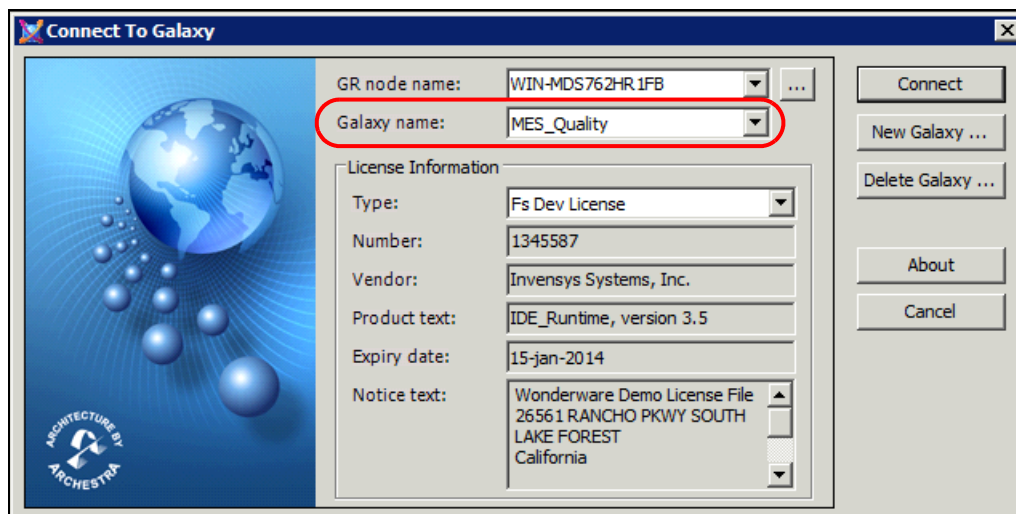 Connect To Galaxy
GR node name: WIN-MDS762HR1FB ...
Galaxy name: MES_Quality
License Information
Type: Fs Dev License
Number: 1345587
Vendor: Invensys Systems, Inc.
Product text: IDE_Runtime, version 3.5
Expiry date: 15-jan-2014
Notice text: Wonderware Demo License File
26561 RANCHO PKWY SOUTH
LAKE FOREST
California
Connect
New Galaxy ...
Delete Galaxy ...
About
Cancel
ARCHITECTURE BY
ARCHESTRA